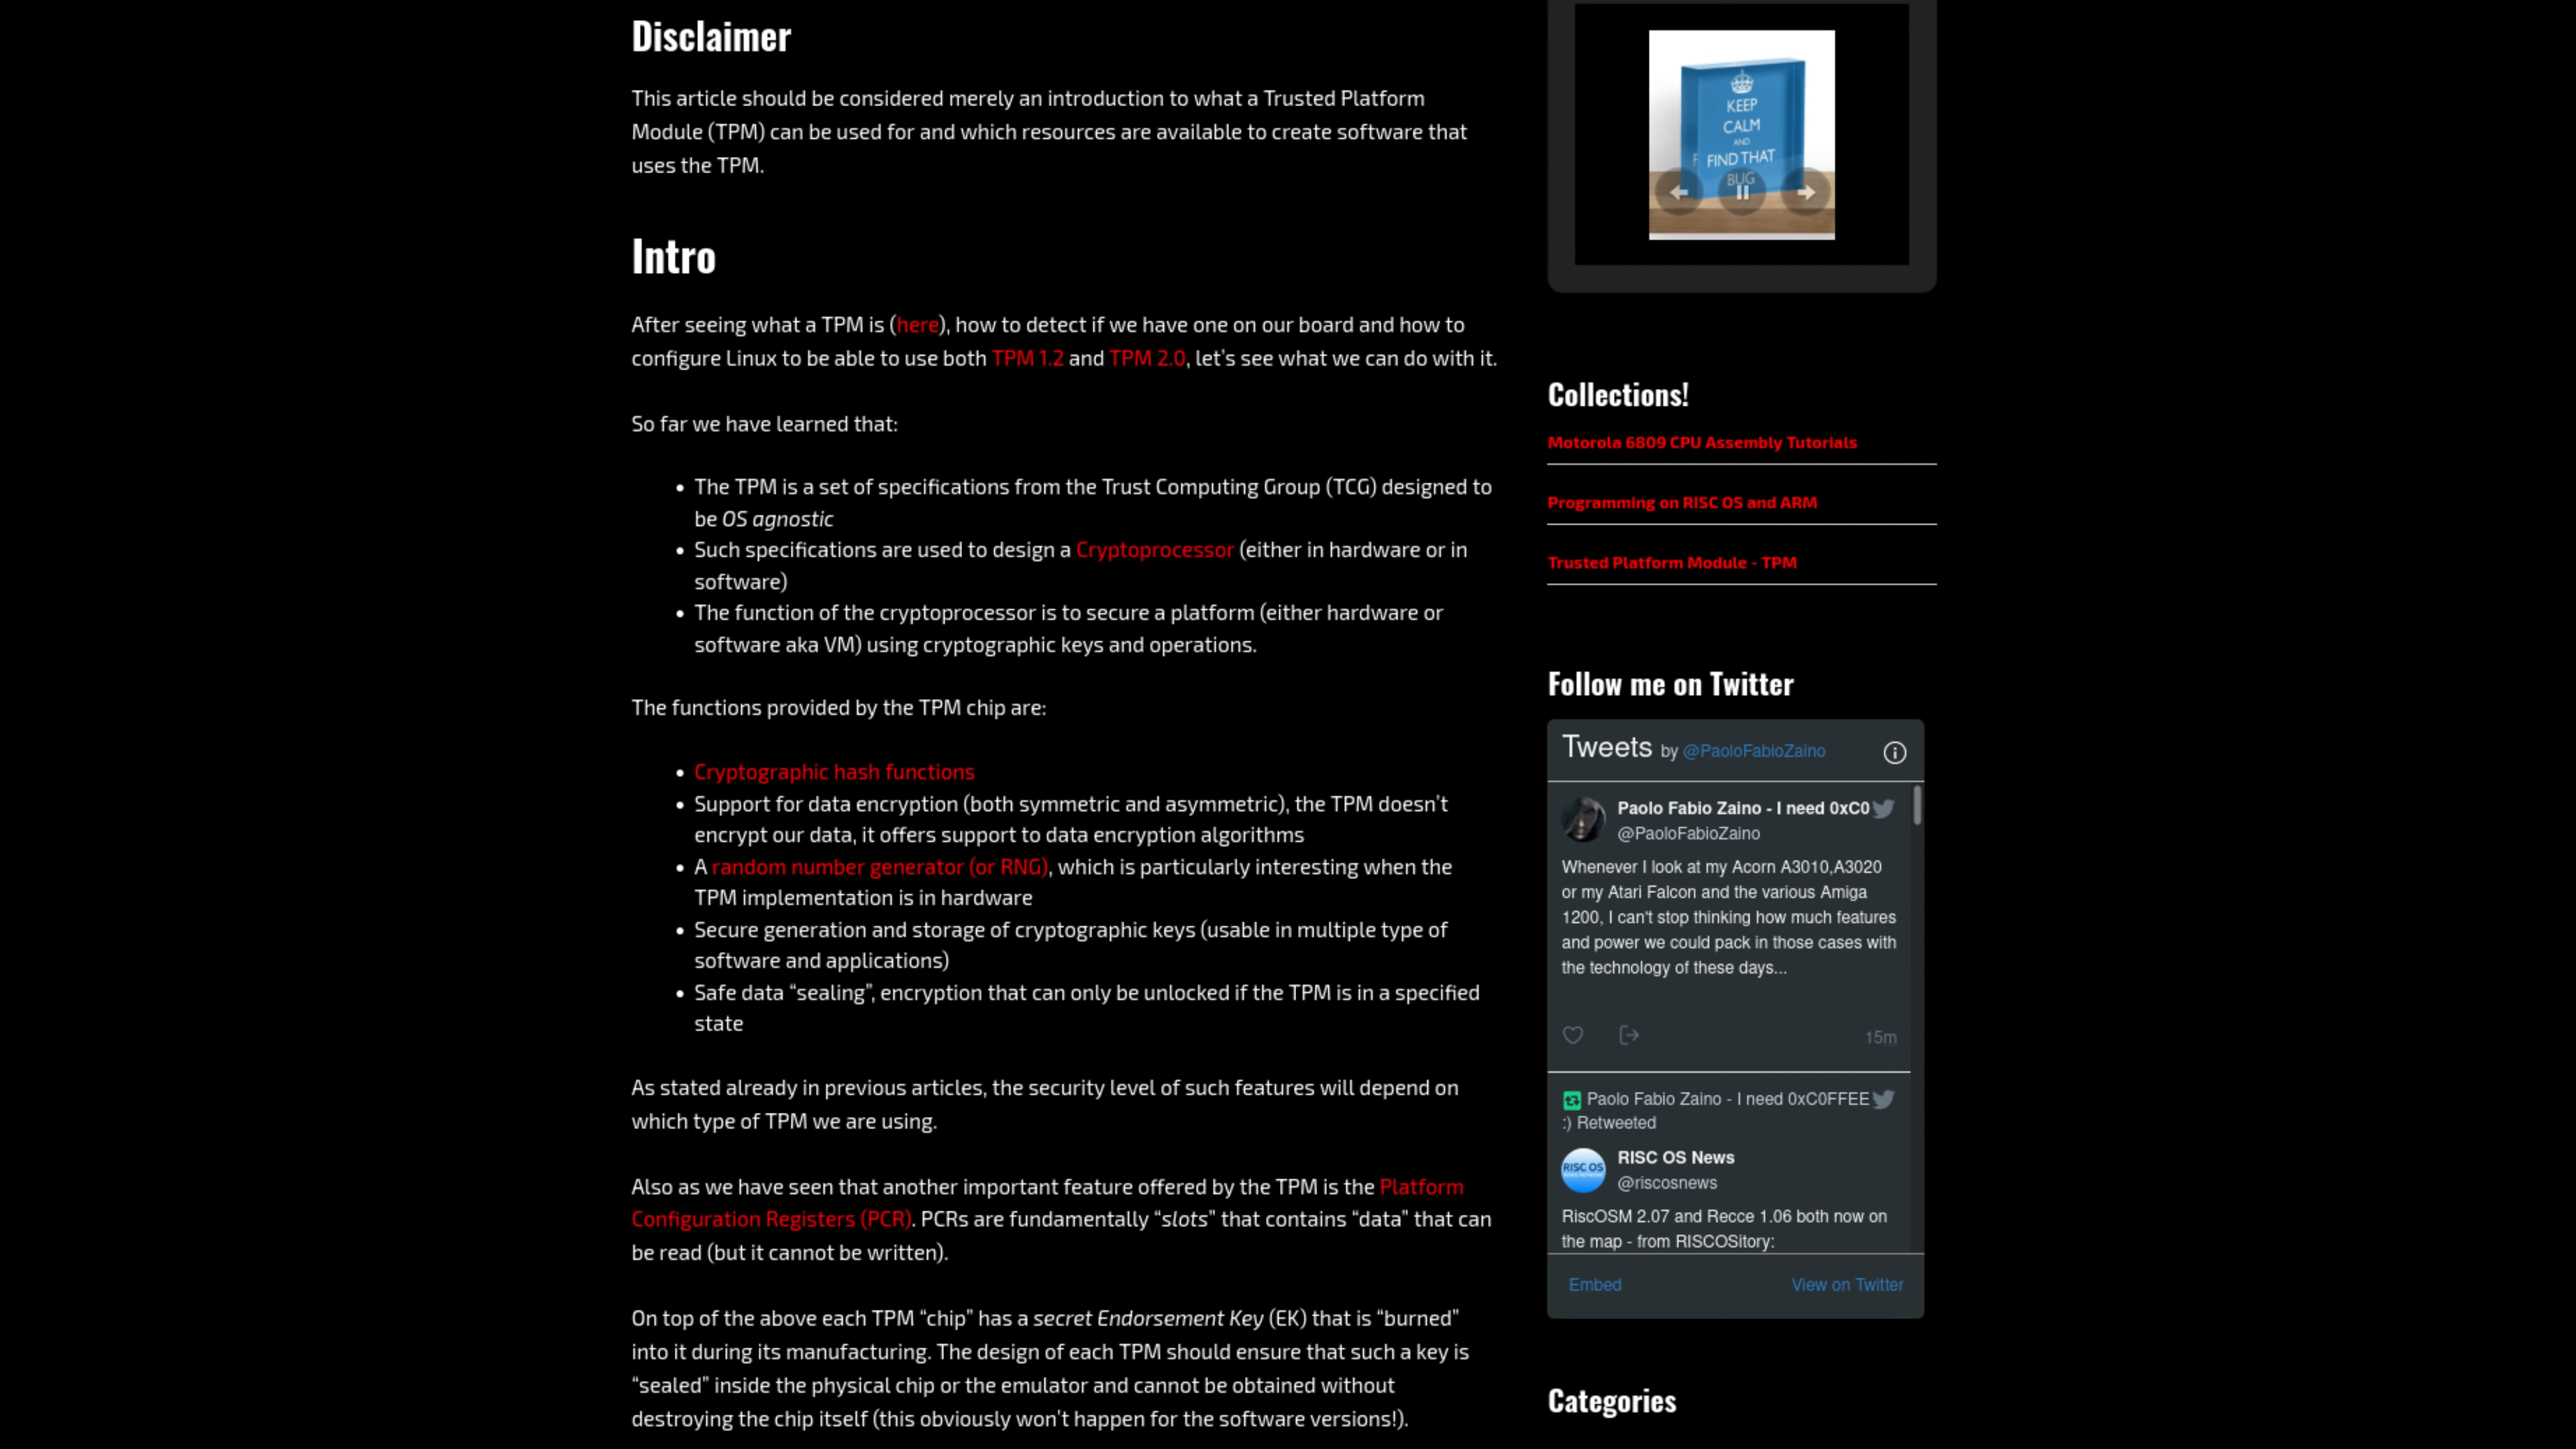 Disclaimer
This article should be considered merely an introduction to what a Trusted Platform
Module (TPM) can be used for and which resources are available to create software that
uses the TPM.
Intro
After seeing what a TPM is (here), how to detect if we have one on our board and how to
configure Linux to be able to use both TPM 1.2 and TPM 2.0, let’s see what we can do with it.
So far we have learned that:
• The TPM is a set of specifications from the Trust Computing Group (TCG) designed to
be OS agnostic
• Such specifications are used to design a Cryptoprocessor (either in hardware or in
software)
• The function of the cryptoprocessor is to secure a platform (either hardware or
software aka VM) using cryptographic keys and operations.
The functions provided by the TPM chip are:
• Cryptographic hash functions
• Support for data encryption (both symmetric and asymmetric), the TPM doesn’t
encrypt our data, it offers support to data encryption algorithms
• A random number generator (or RNG), which is particularly interesting when the
TPM implementation is in hardware
• Secure generation and storage of cryptographic keys (usable in multiple type of
software and applications)
• Safe data “sealing”, encryption that can only be unlocked if the TPM is in a specified
state
As stated already in previous articles, the security level of such features will depend on
which type of TPM we are using.
Also as we have seen that another important feature offered by the TPM is the Platform
Configuration Registers (PCR). PCRs are fundamentally “slots” that contains “data” that can
be read (but it cannot be written).
On top of the above each TPM “chip” has a secret Endorsement Key (EK) that is “burned”
into it during its manufacturing. The design of each TPM should ensure that such a key is
“sealed” inside the physical chip or the emulator and cannot be obtained without
destroying the chip itself (this obviously won’t happen for the software versions!).
KEEP
CALM
AND
FIND THAT
BUG
Collections!
Motorola 6809 CPU Assembly Tutorials
Programming on RISC OS and ARM
Trusted Platform Module - TPM
Follow me on Twitter
Tweets by @PaoloFabioZaino
Paolo Fabio Zaino - I need 0xC0
@PaoloFabioZaino
Whenever I look at my Acorn A3010,A3020
or my Atari Falcon and the various Amiga
1200, I can't stop thinking how much features
and power we could pack in those cases with
the technology of these days...
15m
Paolo Fabio Zaino - I need 0xC0FFEE
:) Retweeted
RISC OS
RISC OS News
@riscosnews
RiscOSM 2.07 and Recce 1.06 both now on
the map - from RISCOSitory:
Embed View on Twitter
Categories